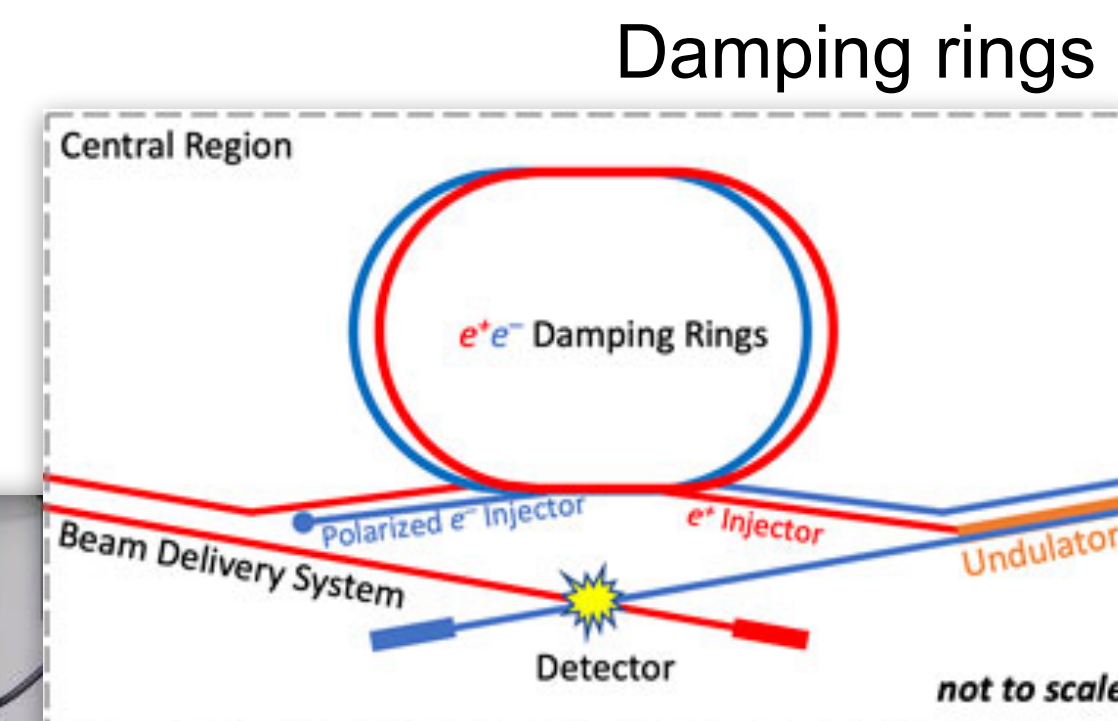 Damping rings
Central Region
e⁺e⁻ Damping Rings
Polarized e⁻ Injector
e⁺ Injector
Undulator
Beam Delivery System
Detector
not to scale